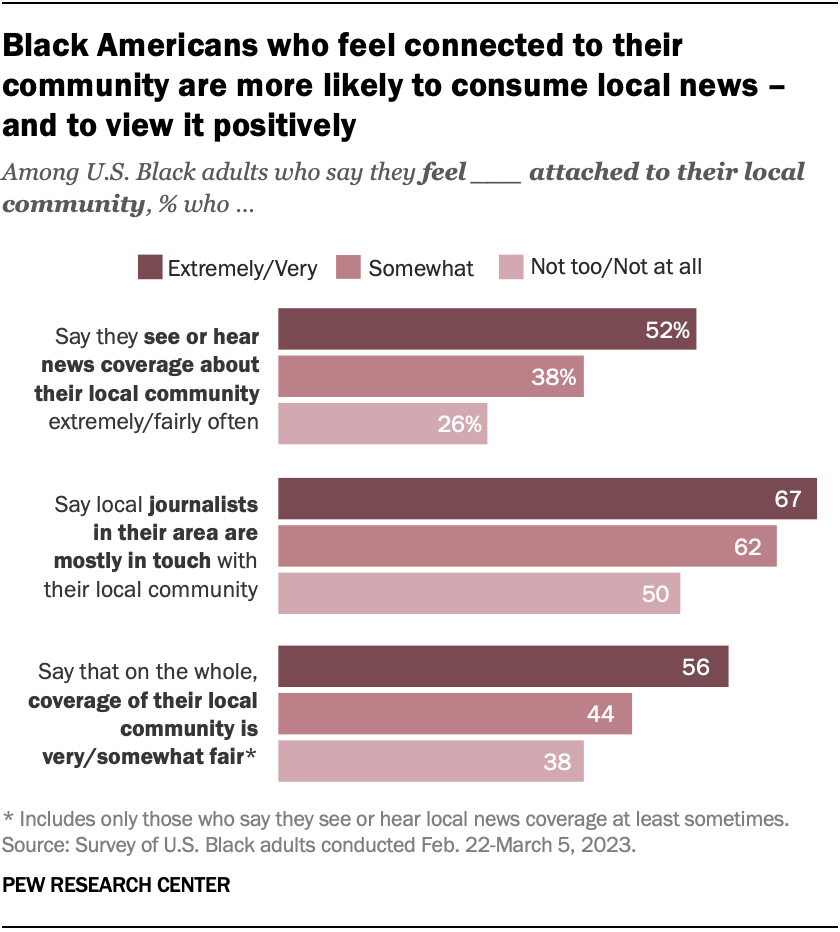 Black Americans who feel connected to their
community are more likely to consume local news –
and to view it positively
Among U.S. Black adults who say they feel ___ attached to their local
community, % who ...
Extremely/Very
Somewhat
Not too/Not at all
Say they see or hear
news coverage about
their local community
extremely/fairly often
52%
38%
26%
Say local journalists
in their area are
mostly in touch with
their local community
67
62
50
Say that on the whole,
coverage of their local
community is
very/somewhat fair*
56
44
38
* Includes only those who say they see or hear local news coverage at least sometimes.
Source: Survey of U.S. Black adults conducted Feb. 22-March 5, 2023.
PEW RESEARCH CENTER